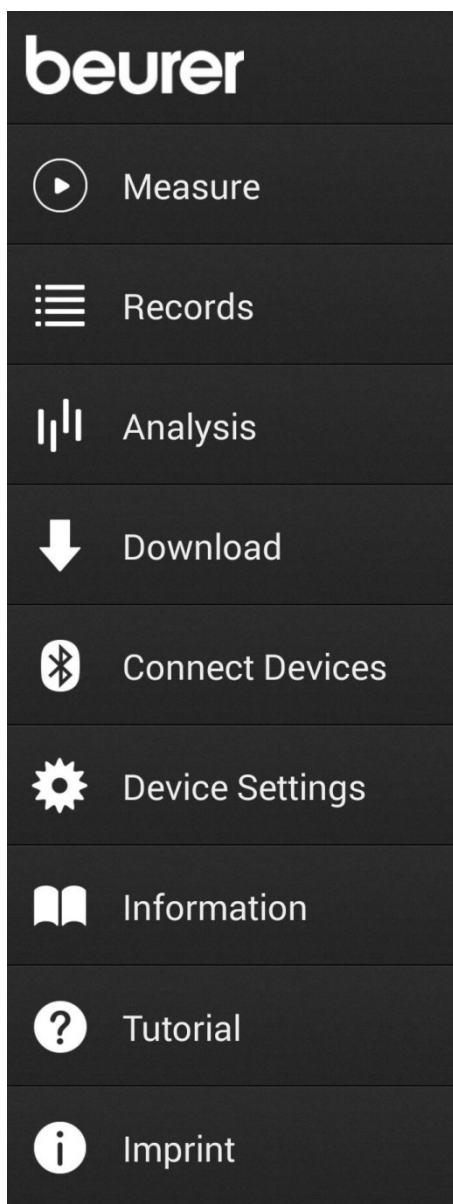 beurer
Measure
Records
Analysis
Download
Connect Devices
Device Settings
Information
Tutorial
Imprint